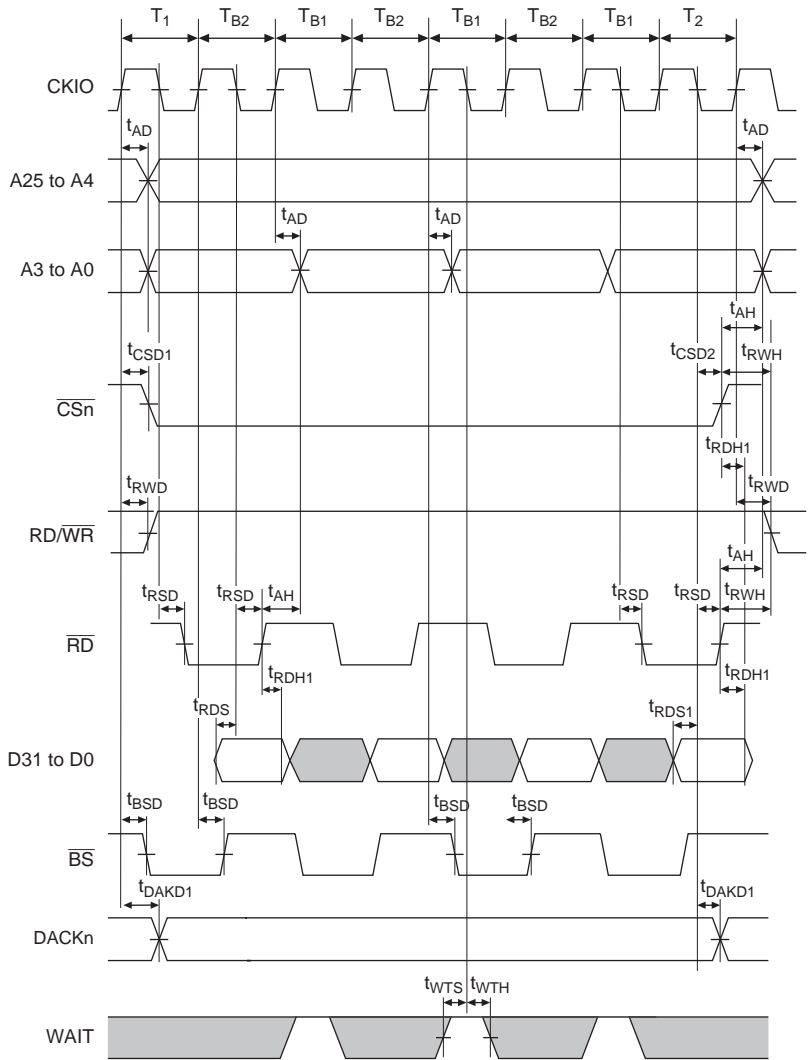 T1 TB2 TB1 TB2 TB1 TB2 TB1 T2
CKIO
tAD tAD
A25 to A4
tAD tAD
A3 to A0
tAH
tCSD1 tCSD2 tRWH
CSn
tRDH1
tRWD tRWD
RD/WR
tAH
tRSD tRSD tAH tRSD tRSD tRWH
RD
tRDH1 tRDH1
tRDS tRDS1
D31 to D0
tBSD tBSD tBSD tBSD
BS
tDAKD1 tDAKD1
DACKn
tWTS tWTH
WAIT